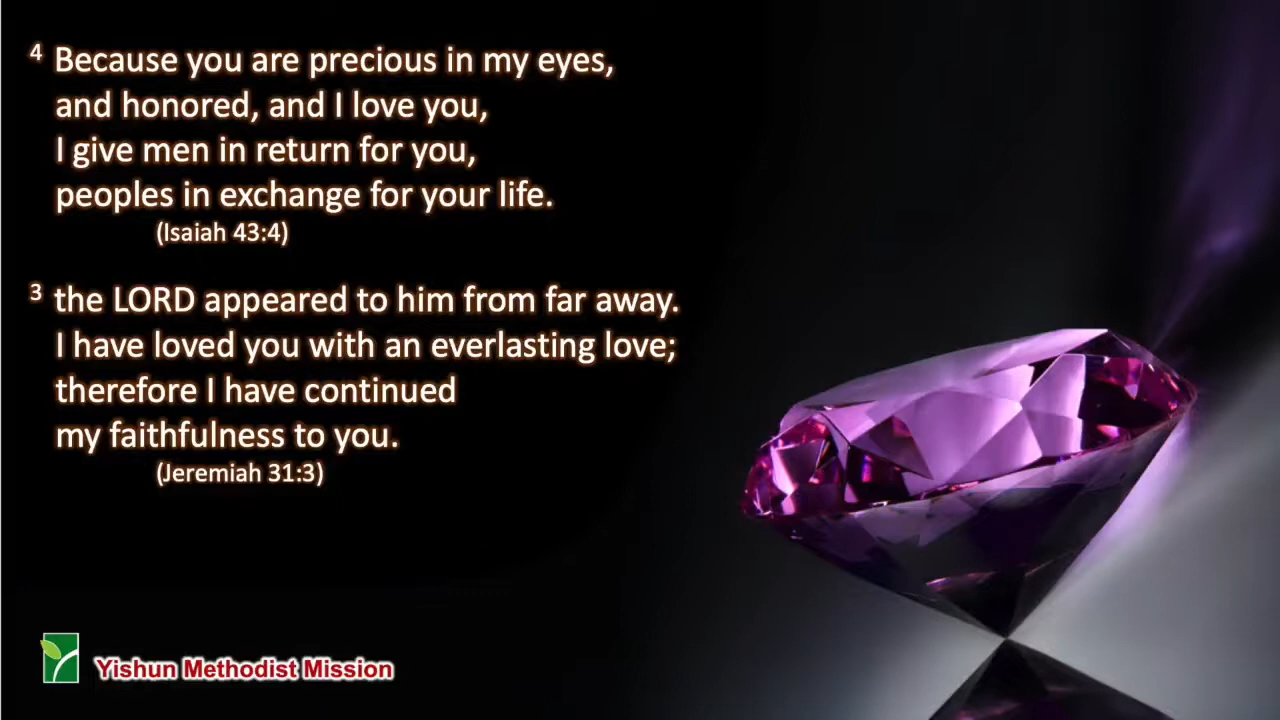 4 Because you are precious in my eyes,
and honored, and I love you,
I give men in return for you,
peoples in exchange for your life.
(Isaiah 43:4)
3 the LORD appeared to him from far away.
I have loved you with an everlasting love;
therefore I have continued
my faithfulness to you.
(Jeremiah 31:3)
Yishun Methodist Mission